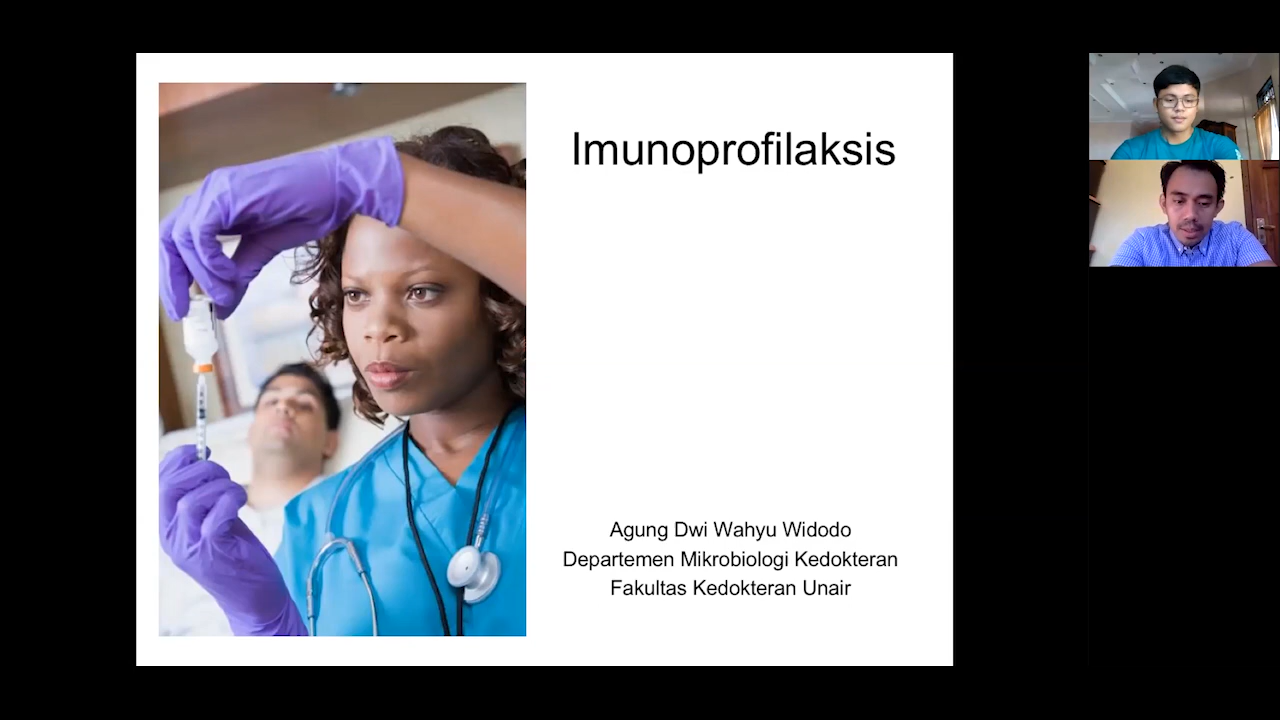 Imunoprofilaksis
Agung Dwi Wahyu Widodo
Departemen Mikrobiologi Kedokteran
Fakultas Kedokteran Unair